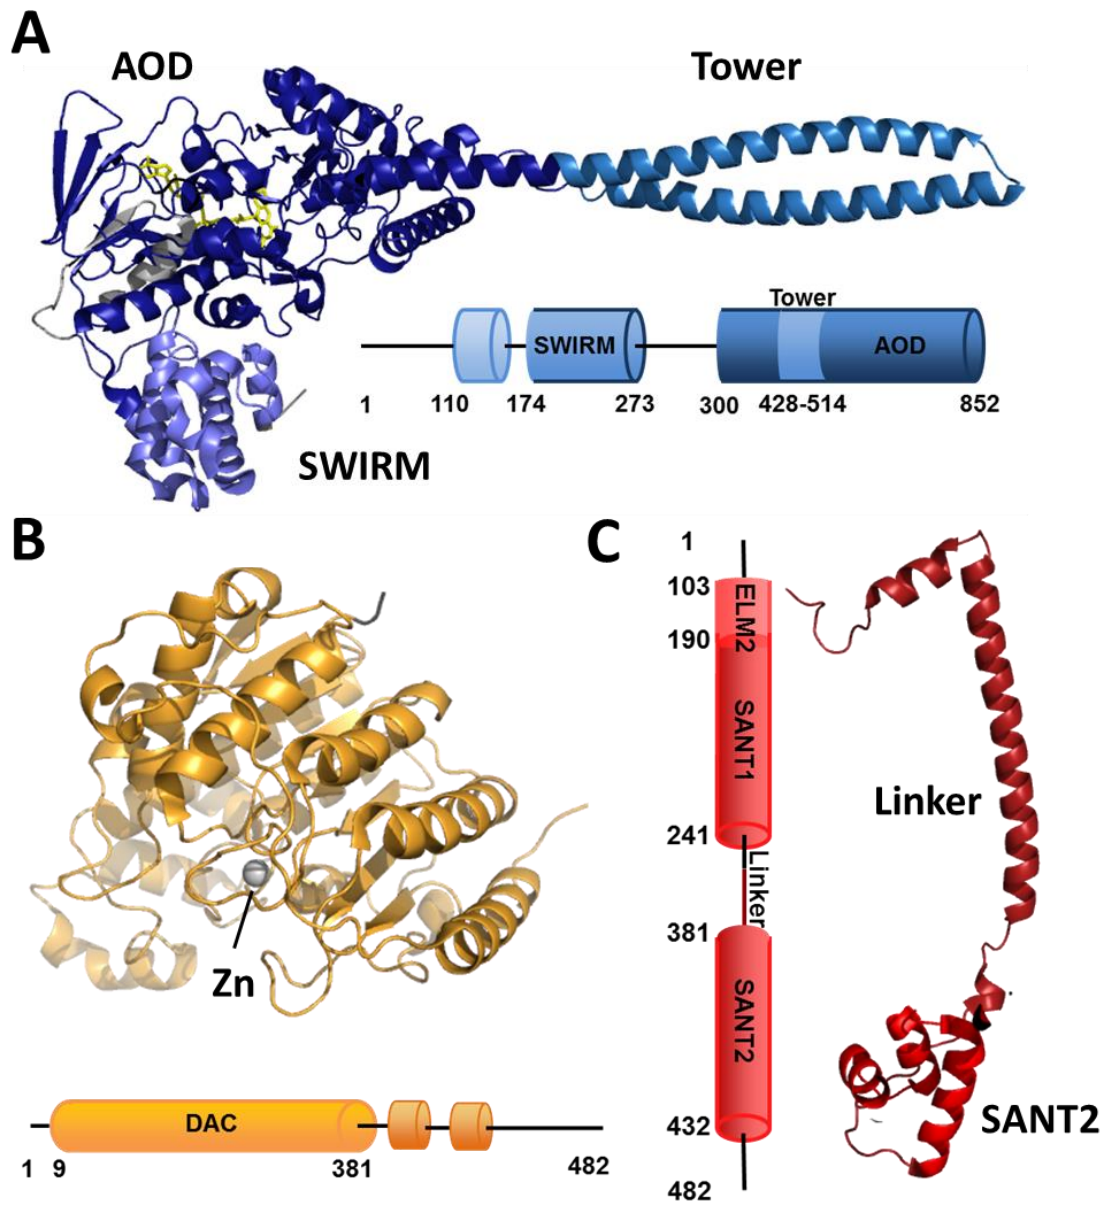 A
AOD
Tower
Tower
SWIRM
AOD
1 110 174 273 300 428-514 852
SWIRM
B
Zn
DAC
1 9 381 482
C
1
103
ELM2
190
SANT1
241
Linker
381
SANT2
432
482
Linker
SANT2